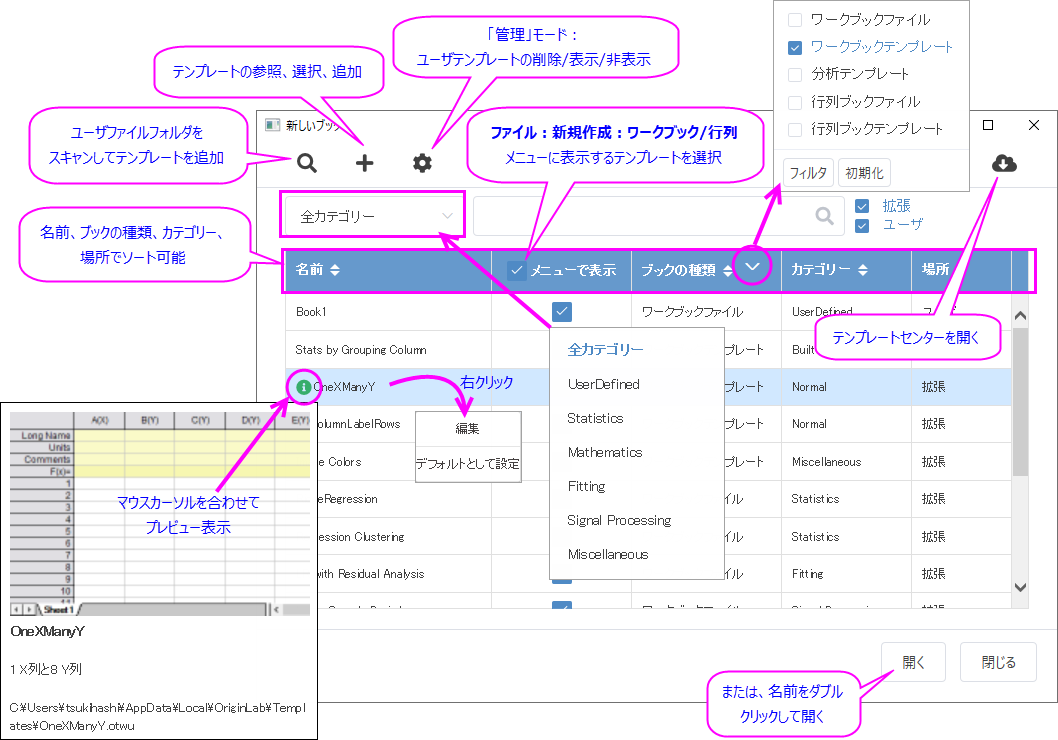 ワークブックファイル
ワークブックテンプレート
分析テンプレート
行列ブックファイル
行列ブックテンプレート
フィルタ
初期化
「管理」モード：
ユーザテンプレートの削除/表示/非表示
テンプレートの参照、選択、追加
ユーザファイルフォルダを
スキャンしてテンプレートを追加
新しいブック
ファイル：新規作成：ワークブック/行列
メニューに表示するテンプレートを選択
名前、ブックの種類、カテゴリー、
場所でソート可能
全カテゴリー
拡張
ユーザ
名前 メニューで表示 ブックの種類 カテゴリー 場所
Book1 ワークブックファイル UserDefined
テンプレートセンターを開く
Stats by Grouping Column プレート Built
OneXManyY プレート Normal 拡張
右クリック
編集
デフォルトとして設定
全カテゴリー
UserDefined
Statistics
Mathematics
Fitting
Signal Processing
Miscellaneous
olumnLabelRows プレート Normal 拡張
e Colors プレート Miscellaneous 拡張
eRegression イル Statistics 拡張
ession Clustering イル Statistics 拡張
with Residual Analysis イル Fitting 拡張
A(X) B(Y) C(Y) D(Y) E(Y)
Long Name
Units
Comments
F(x)=
1
2
3
4
5
6
7
8
9
10
11
Sheet1
マウスカーソルを合わせて
プレビュー表示
OneXManyY
1 X列と8 Y列
C:¥Users¥tsukihashi¥AppData¥Local¥OriginLab¥Templ
ates¥OneXManyY.otwu
開く
閉じる
または、名前をダブル
クリックして開く